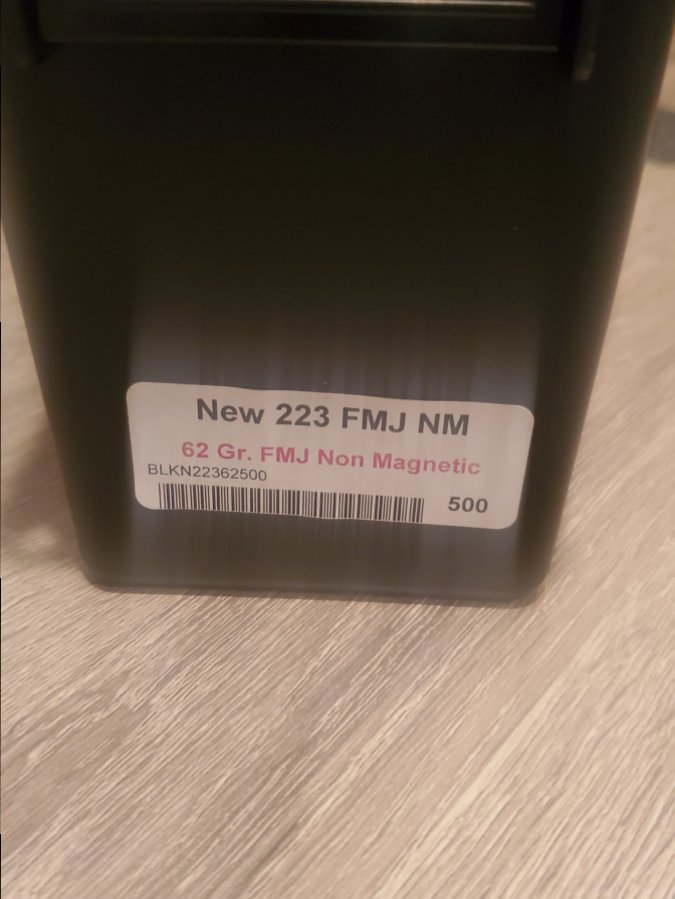 New 223 FMJ NM
62 Gr. FMJ Non Magnetic
BLKN22362500
500